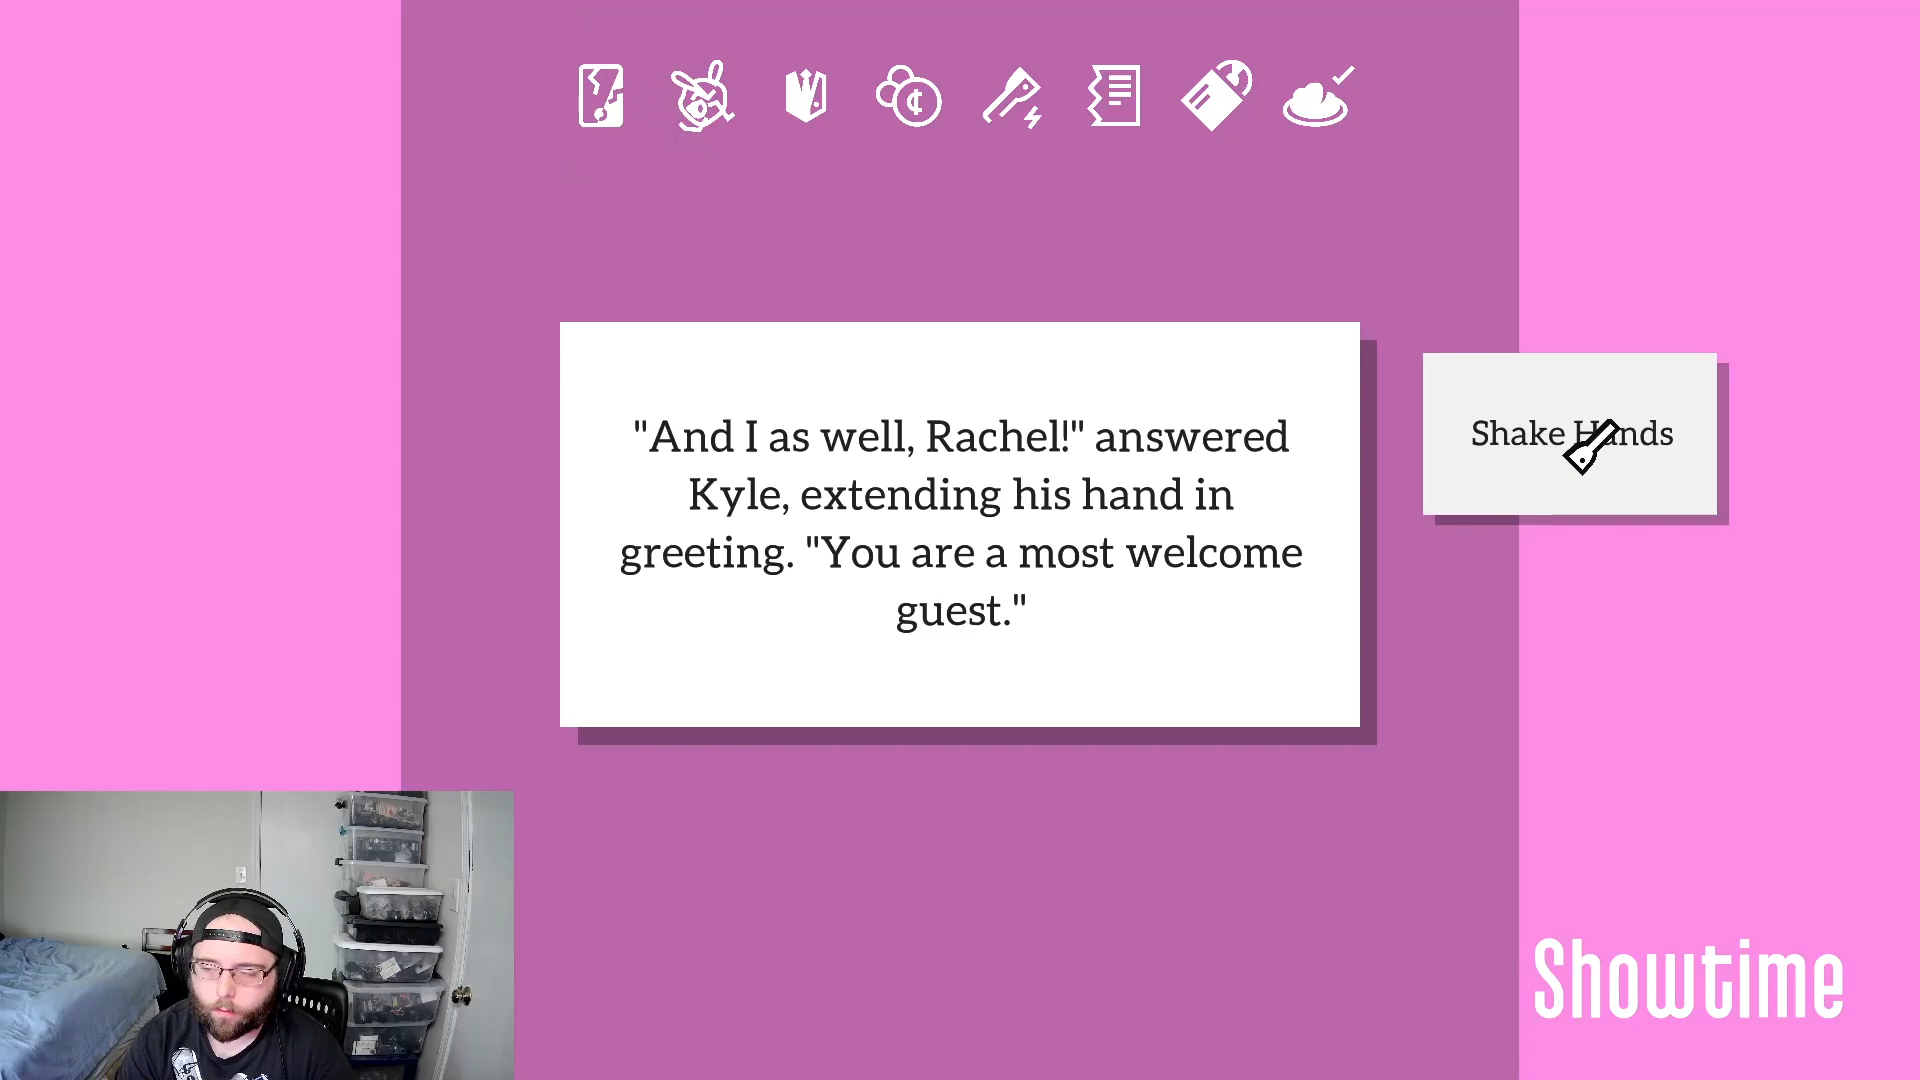 "And I as well, Rachel!" answered
Kyle, extending his hand in
greeting. "You are a most welcome
guest."
Shake Hands
Showtime